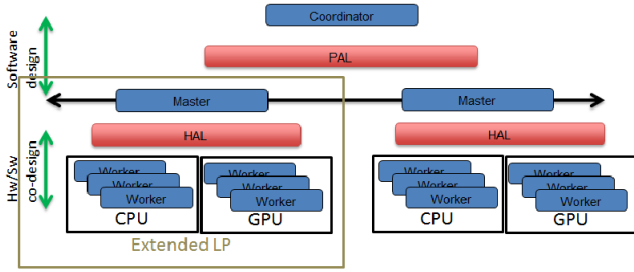 Coordinator
Software
design
PAL
Master
Master
HAL
HAL
Hw/Sw
co-design
Worker
Worker
Worker
CPU
Worker
Worker
Worker
GPU
Worker
Worker
Worker
CPU
Worker
Worker
Worker
GPU
Extended LP